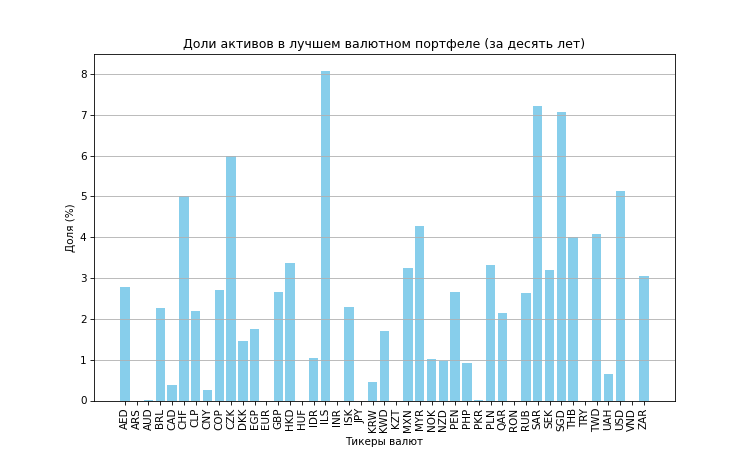 Доли активов в лучшем валютном портфеле (за десять лет)
Доля (%)
8
7
6
5
4
3
2
1
0
AED ARS AUD BRL CAD CHF CLP CNY COP CZK DKK EGP EUR GBP HKD HUF IDR ILS INR ISK JPY KRW KWD KZT MXN MYR NOK NZD PEN PHP PKR PLN QAR RON RUB SAR SEK SGD THB TRY TWD UAH USD VND ZAR
Тикеры валют